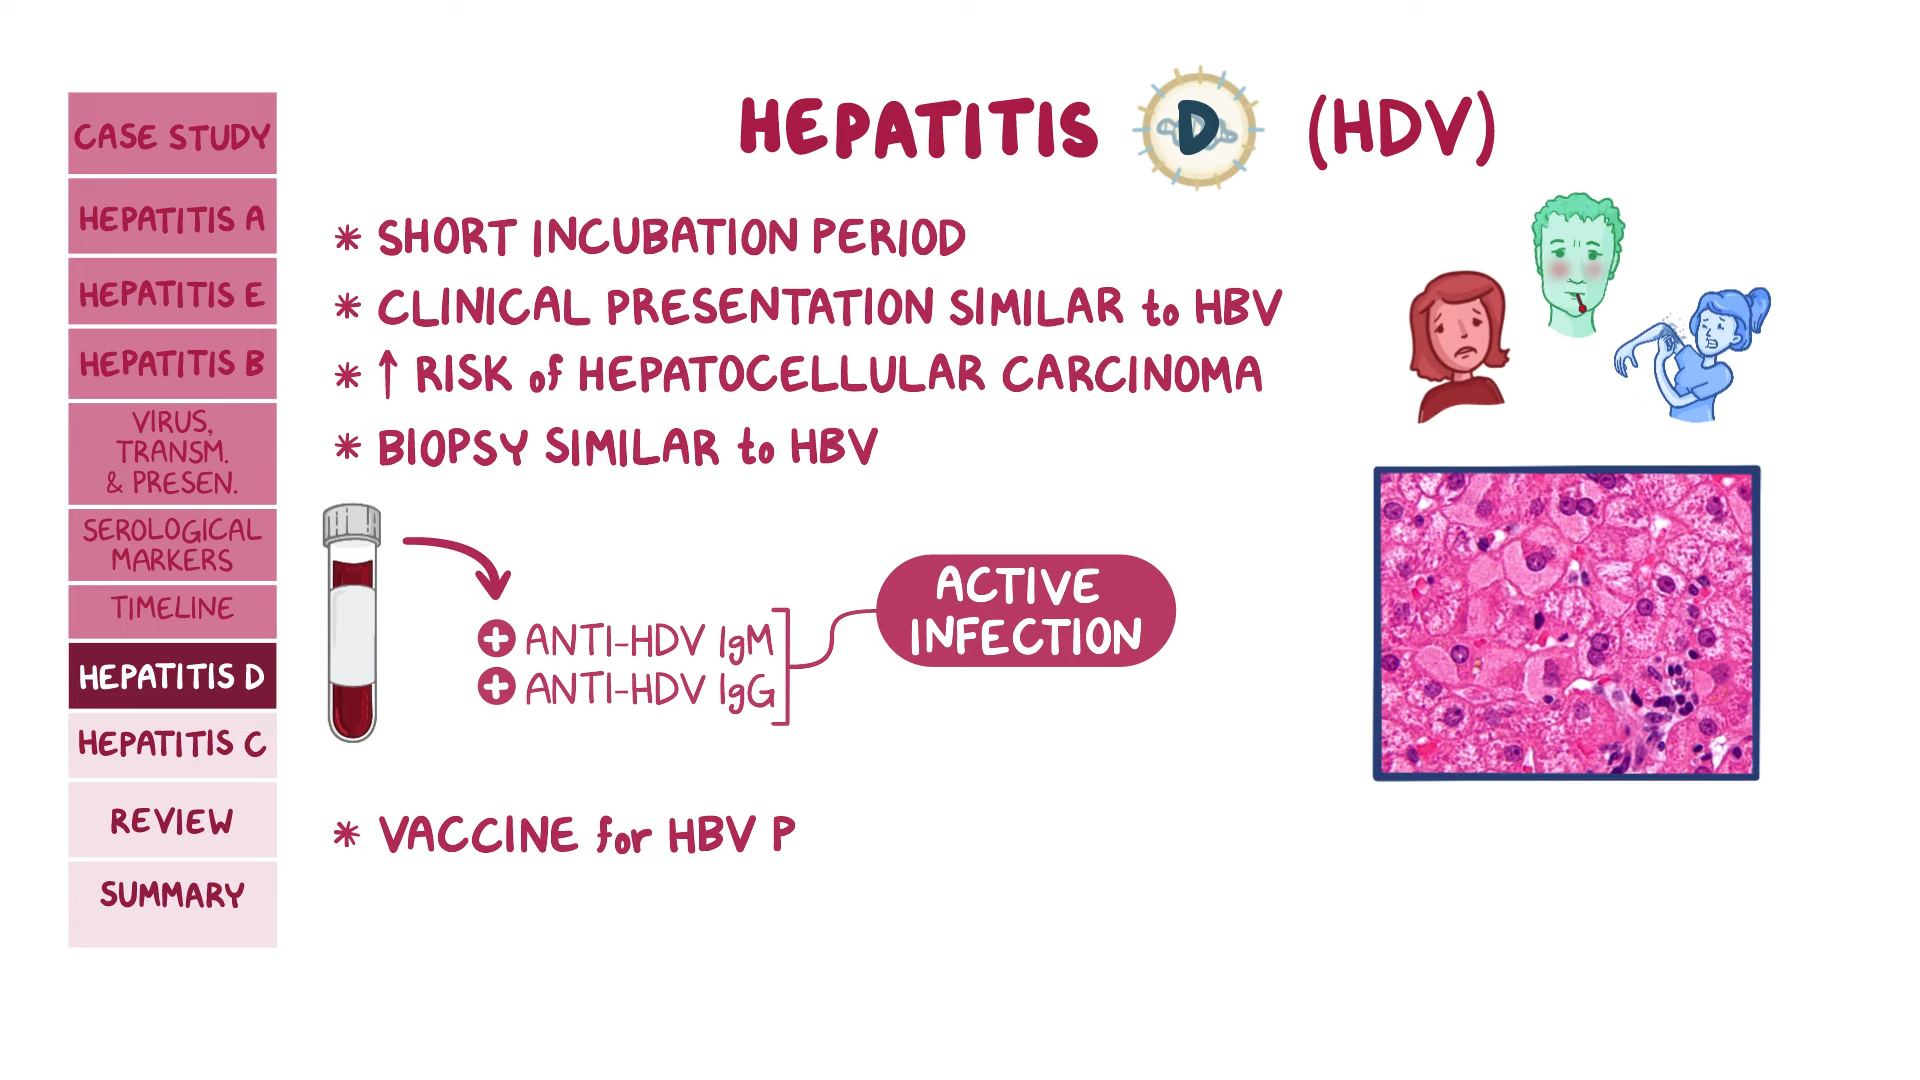 HEPATITIS D (HDV)
CASE STUDY
HEPATITIS A
HEPATITIS E
HEPATITIS B
VIRUS,
TRANSM.
& PRESEN.
SEROLOGICAL
MARKERS
TIMELINE
HEPATITIS D
HEPATITIS C
REVIEW
SUMMARY
* SHORT INCUBATION PERIOD
* CLINICAL PRESENTATION SIMILAR to HBV
* ↑ RISK of HEPATOCELLULAR CARCINOMA
* BIOPSY SIMILAR to HBV
+ ANTI-HDV IgM
+ ANTI-HDV IgG
ACTIVE
INFECTION
* VACCINE for HBV P